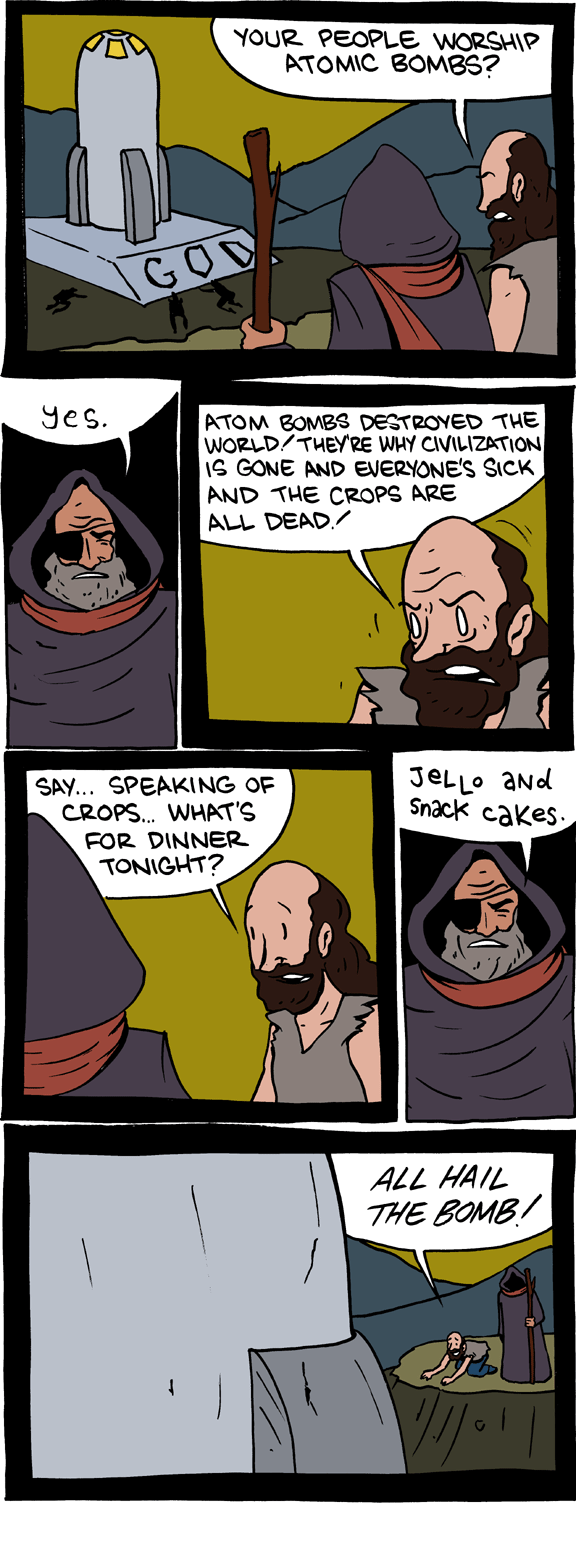 YOUR PEOPLE WORSHIP
ATOMIC BOMBS?
GOD
yes.
ATOM BOMBS DESTROYED THE
WORLD! THEY'RE WHY CIVILIZATION
IS GONE AND EVERYONE'S SICK
AND THE CROPS ARE
ALL DEAD!
SAY... SPEAKING OF
CROPS... WHAT'S
FOR DINNER
TONIGHT?
Jello and
snack cakes.
ALL HAIL
THE BOMB!